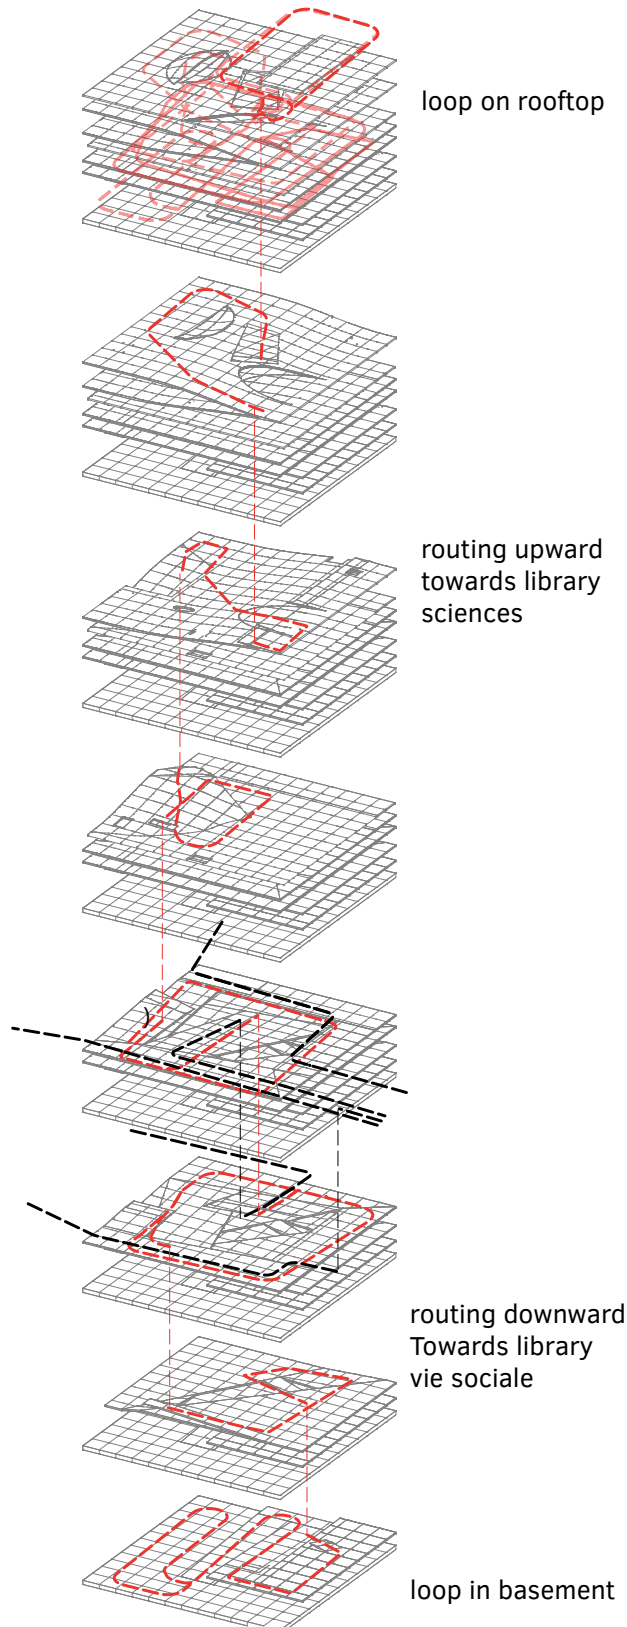 loop on rooftop
routing upward
towards library
sciences
routing downward
Towards library
vie sociale
loop in basement